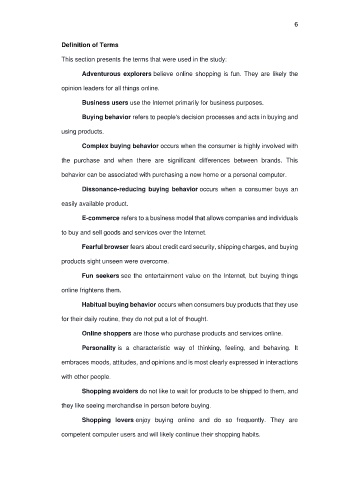 6
Definition of Terms
This section presents the terms that were used in the study.
Adventurous explorers believe online shopping is fun. They are likely the
opinion leaders for all things online.
Business users use the Internet primarily for business purposes.
Buying behavior refers to people's decision processes and acts in buying and
using products.
Complex buying behavior occurs when the consumer is highly involved with
the purchase and when there are significant differences between brands. This
behavior can be associated with purchasing a new home or a personal computer.
Dissonance-reducing buying behavior occurs when a consumer buys an
easily available product.
E-commerce refers to a business model that allows companies and individuals
to buy and sell goods and services over the Internet.
Fearful browser fears about credit card security, shipping charges, and buying
products sight unseen were overcome.
Fun seekers see the entertainment value on the Internet, but buying things
online frightens them.
Habitual buying behavior occurs when consumers buy products that they use
for their daily routine, they do not put a lot of thought.
Online shoppers are those who purchase products and services online.
Personality is a characteristic way of thinking, feeling, and behaving. It
embraces moods, attitudes, and opinions and is most clearly expressed in interactions
with other people.
Shopping avoiders do not like to wait for products to be shipped to them, and
they like seeing merchandise in person before buying.
Shopping lovers enjoy buying online and do so frequently. They are
competent computer users and will likely continue their shopping habits.